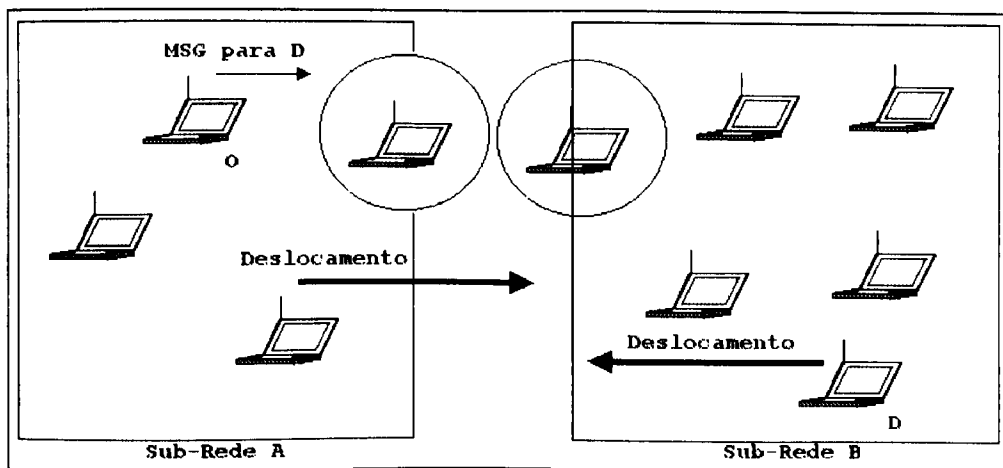 MSG para D
O
Deslocamento
Deslocamento
D
Sub-Rede A
Sub-Rede B